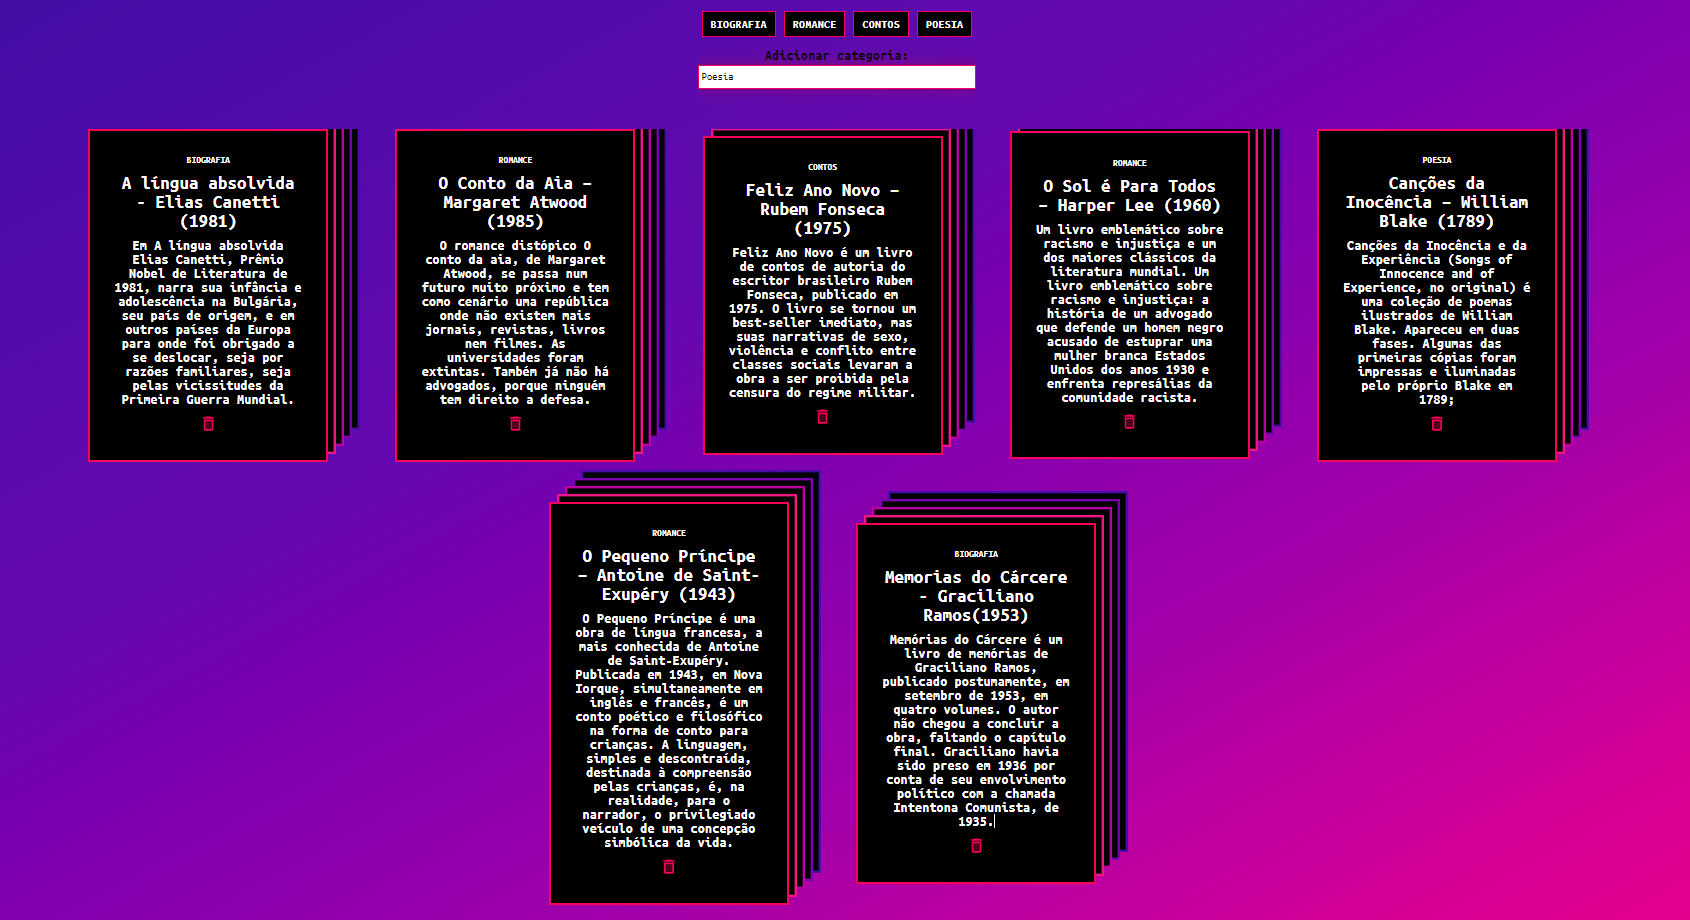 BIOGRAFIA ROMANCE CONTOS POESIA
Adicionar categoria:
Poesia
BIOGRAFIA
A língua absolvida
- Elias Canetti
(1981)
Em A língua absolvida
Elias Canetti, Prêmio
Nobel de Literatura de
1981, narra sua infância e
adolescência na Bulgária,
seu país de origem, e em
outros países da Europa
para onde foi obrigado a
se deslocar, seja por
razões familiares, seja
pelas vicissitudes da
Primeira Guerra Mundial.
ROMANCE
O Conto da Aia –
Margaret Atwood
(1985)
O romance distópico O
conto da aia, de Margaret
Atwood, se passa num
futuro muito próximo e tem
como cenário uma república
onde não existem mais
jornais, revistas, livros
nem filmes. As
universidades foram
extintas. Também já não há
advogados, porque ninguém
tem direito a defesa.
CONTOS
Feliz Ano Novo –
Rubem Fonseca
(1975)
Feliz Ano Novo é um livro
de contos de autoria do
escritor brasileiro Rubem
Fonseca, publicado em
1975. O livro se tornou um
best-seller imediato, mas
suas narrativas de sexo,
violência e conflito entre
classes sociais levaram a
obra a ser proibida pela
censura do regime militar.
ROMANCE
O Sol é Para Todos
– Harper Lee (1960)
Um livro emblemático sobre
racismo e injustiça e um
dos maiores clássicos da
literatura mundial. Um
livro emblemático sobre
racismo e injustiça: a
história de um advogado
que defende um homem negro
acusado de estuprar uma
mulher branca Estados
Unidos dos anos 1930 e
enfrenta represálias da
comunidade racista.
POESIA
Canções da
Inocência – William
Blake (1789)
Canções da Inocência e da
Experiência (Songs of
Innocence and of
Experience, no original) é
uma coleção de poemas
ilustrados de William
Blake. Apareceu em duas
fases. Algumas das
primeiras cópias foram
impressas e iluminadas
pelo próprio Blake em
1789;
ROMANCE
O Pequeno Príncipe
– Antoine de Saint-
Exupéry (1943)
O Pequeno Príncipe é uma
obra de língua francesa, a
mais conhecida de Antoine
de Saint-Exupéry.
Publicada em 1943, em Nova
Iorque, simultaneamente em
inglês e francês, é um
conto poético e filosófico
na forma de conto para
crianças. A linguagem,
simples e descontraída,
destinada à compreensão
pelas crianças, é, na
realidade, para o
narrador, o privilegiado
veículo de uma concepção
simbólica da vida.
BIOGRAFIA
Memorias do Cárcere
- Graciliano
Ramos(1953)
Memórias do Cárcere é um
livro de memórias de
Graciliano Ramos,
publicado postumamente, em
setembro de 1953, em
quatro volumes. O autor
não chegou a concluir a
obra, faltando o capítulo
final. Graciliano havia
sido preso em 1936 por
conta de seu envolvimento
político com a chamada
Intentona Comunista, de
1935.